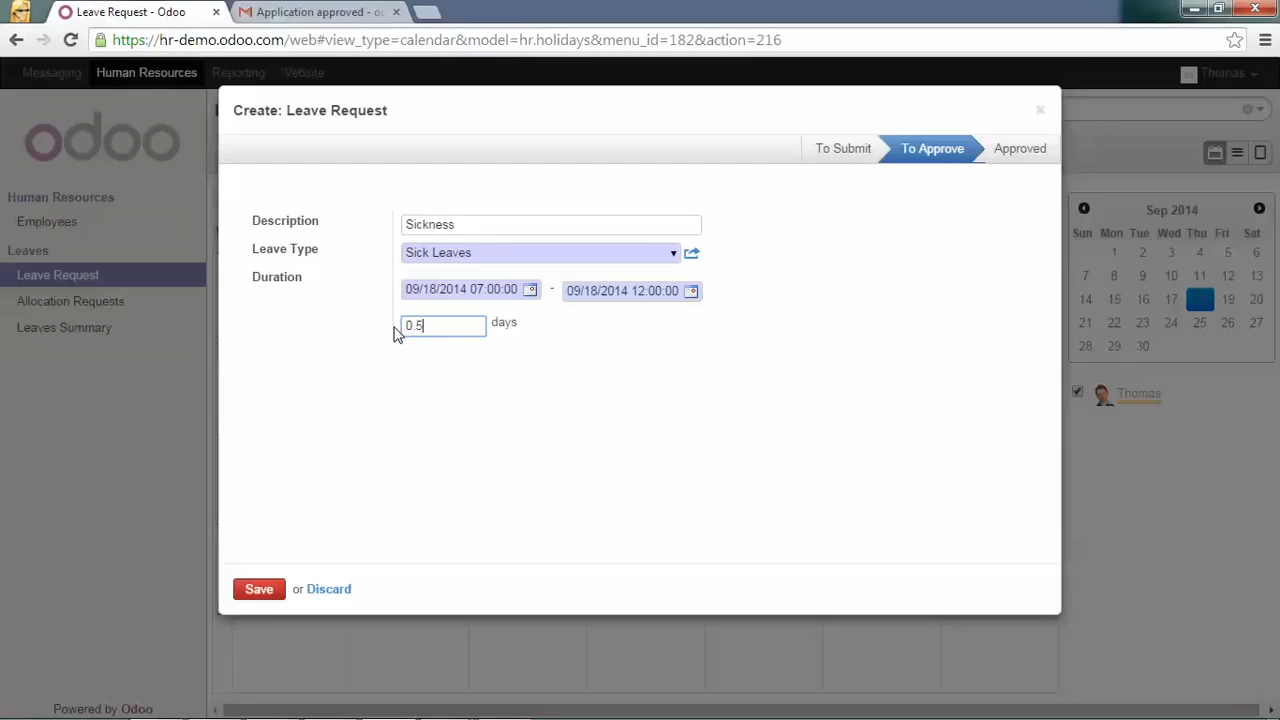 Leave Request - Odoo
Application approved - o
https://hr-demo.odoo.com/web#view_type=calendar&model=hr.holidays&menu_id=182&action=216
Messaging Human Resources Reporting Website Thomas
odoo
Human Resources
Employees
Leaves
Leave Request
Allocation Requests
Leaves Summary
Create: Leave Request
To Submit To Approve Approved
Description Sickness
Leave Type Sick Leaves
Duration 09/18/2014 07:00:00 - 09/18/2014 12:00:00
0.5 days
Save or Discard
Sep 2014
Sun Mon Tue Wed Thu Fri Sat
1 2 3 4 5 6
7 8 9 10 11 12 13
14 15 16 17 19 20
21 22 23 24 25 26 27
28 29 30
Thomas
Powered by Odoo